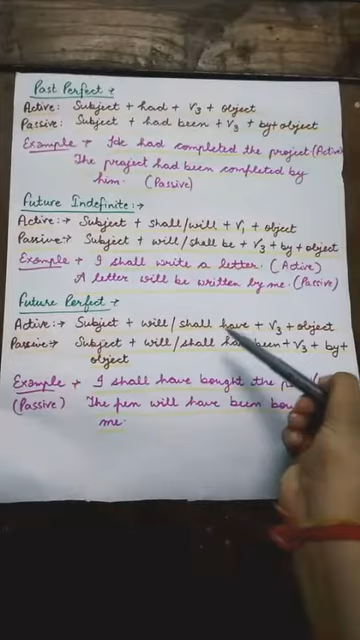 Past Perfect →
Active: Subject + had + V3 + object
Passive: Subject + had been + V3 + by+object
Example → He had completed the project (Active)
The project had been completed by
him. (Passive)
Future Indefinite: →
Active: → Subject + shall/will + V1 + object
Passive: → Subject + will/shall be + V3 + by + object
Example → I shall write a letter. (Active)
A letter will be written by me. (Passive)
Future Perfect →
Active: → Subject + will/shall have + V3 + object
Passive: → Subject + will/shall been + V3 + by+
object
Example → I shall have bought the
(Passive) The pen will have been
me.